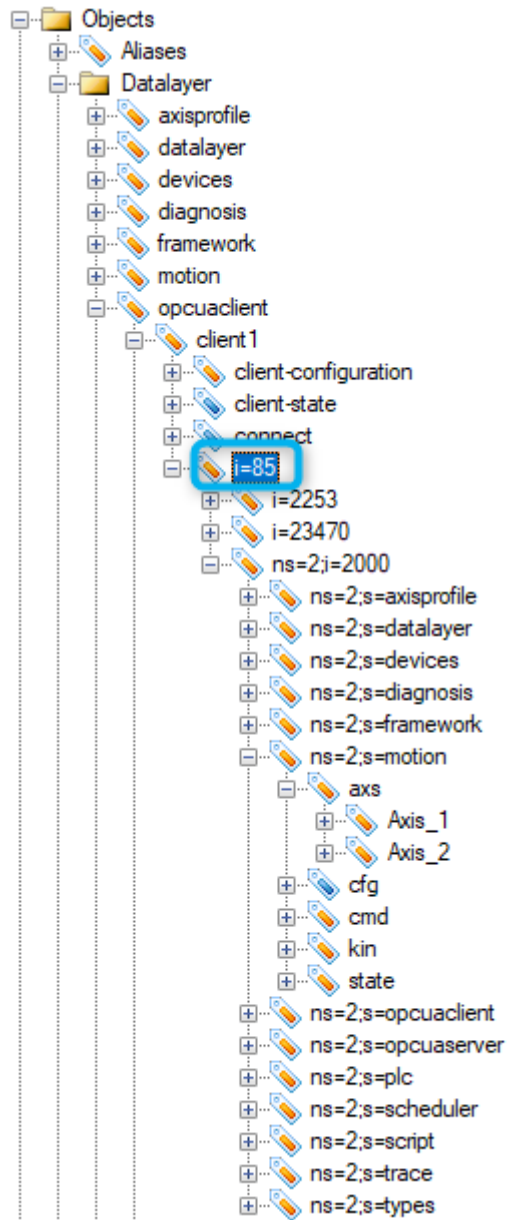 Objects
Aliases
Datalayer
axisprofile
datalayer
devices
diagnosis
framework
motion
opcuaclient
client1
client-configuration
client-state
connect
i=85
i=2253
i=23470
ns=2;i=2000
ns=2;s=axisprofile
ns=2;s=datalayer
ns=2;s=devices
ns=2;s=diagnosis
ns=2;s=framework
ns=2;s=motion
axs
Axis_1
Axis_2
cfg
cmd
kin
state
ns=2;s=opcuaclient
ns=2;s=opcuaserver
ns=2;s=plc
ns=2;s=scheduler
ns=2;s=script
ns=2;s=trace
ns=2;s=types